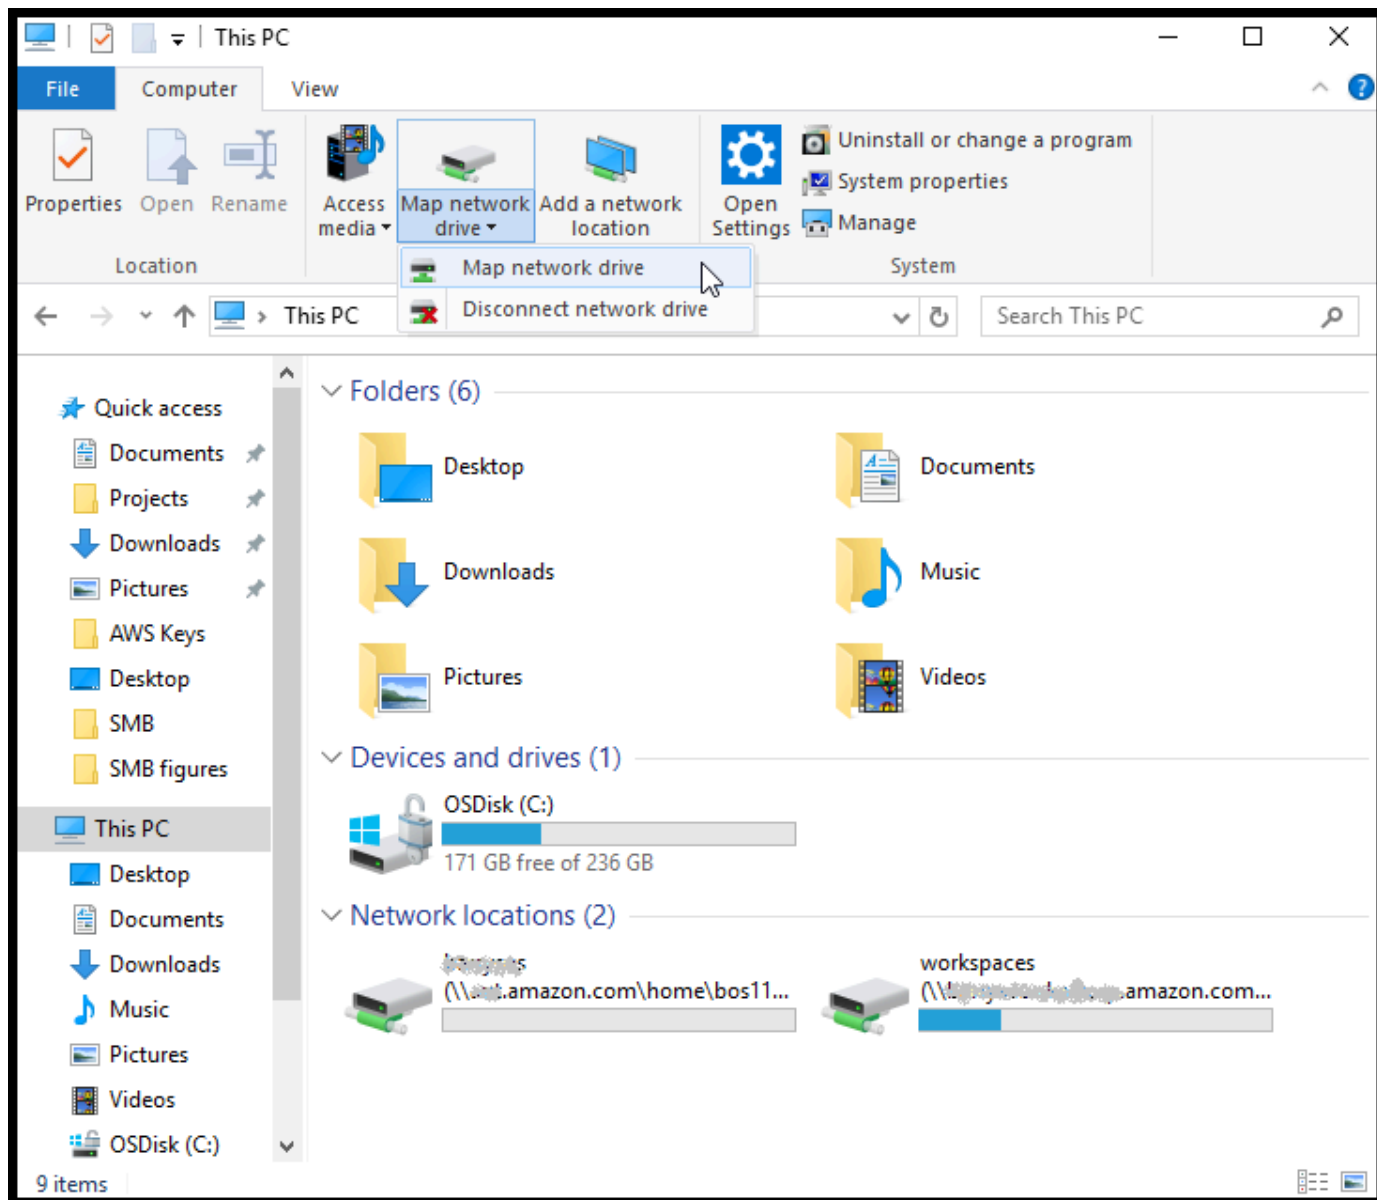 This PC
File Computer View
Properties Open Rename
Access media
Map network drive
Add a network location
Open Settings
Uninstall or change a program
System properties
Manage
Location
System
Map network drive
Disconnect network drive
This PC
Search This PC
Quick access
Documents
Projects
Downloads
Pictures
AWS Keys
Desktop
SMB
SMB figures
This PC
Desktop
Documents
Downloads
Music
Pictures
Videos
OSDisk (C:)
Folders (6)
Desktop
Documents
Downloads
Music
Pictures
Videos
Devices and drives (1)
OSDisk (C:)
171 GB free of 236 GB
Network locations (2)
(\\ .amazon.com\home\bos11...
workspaces
(\\ .amazon.com...
9 items